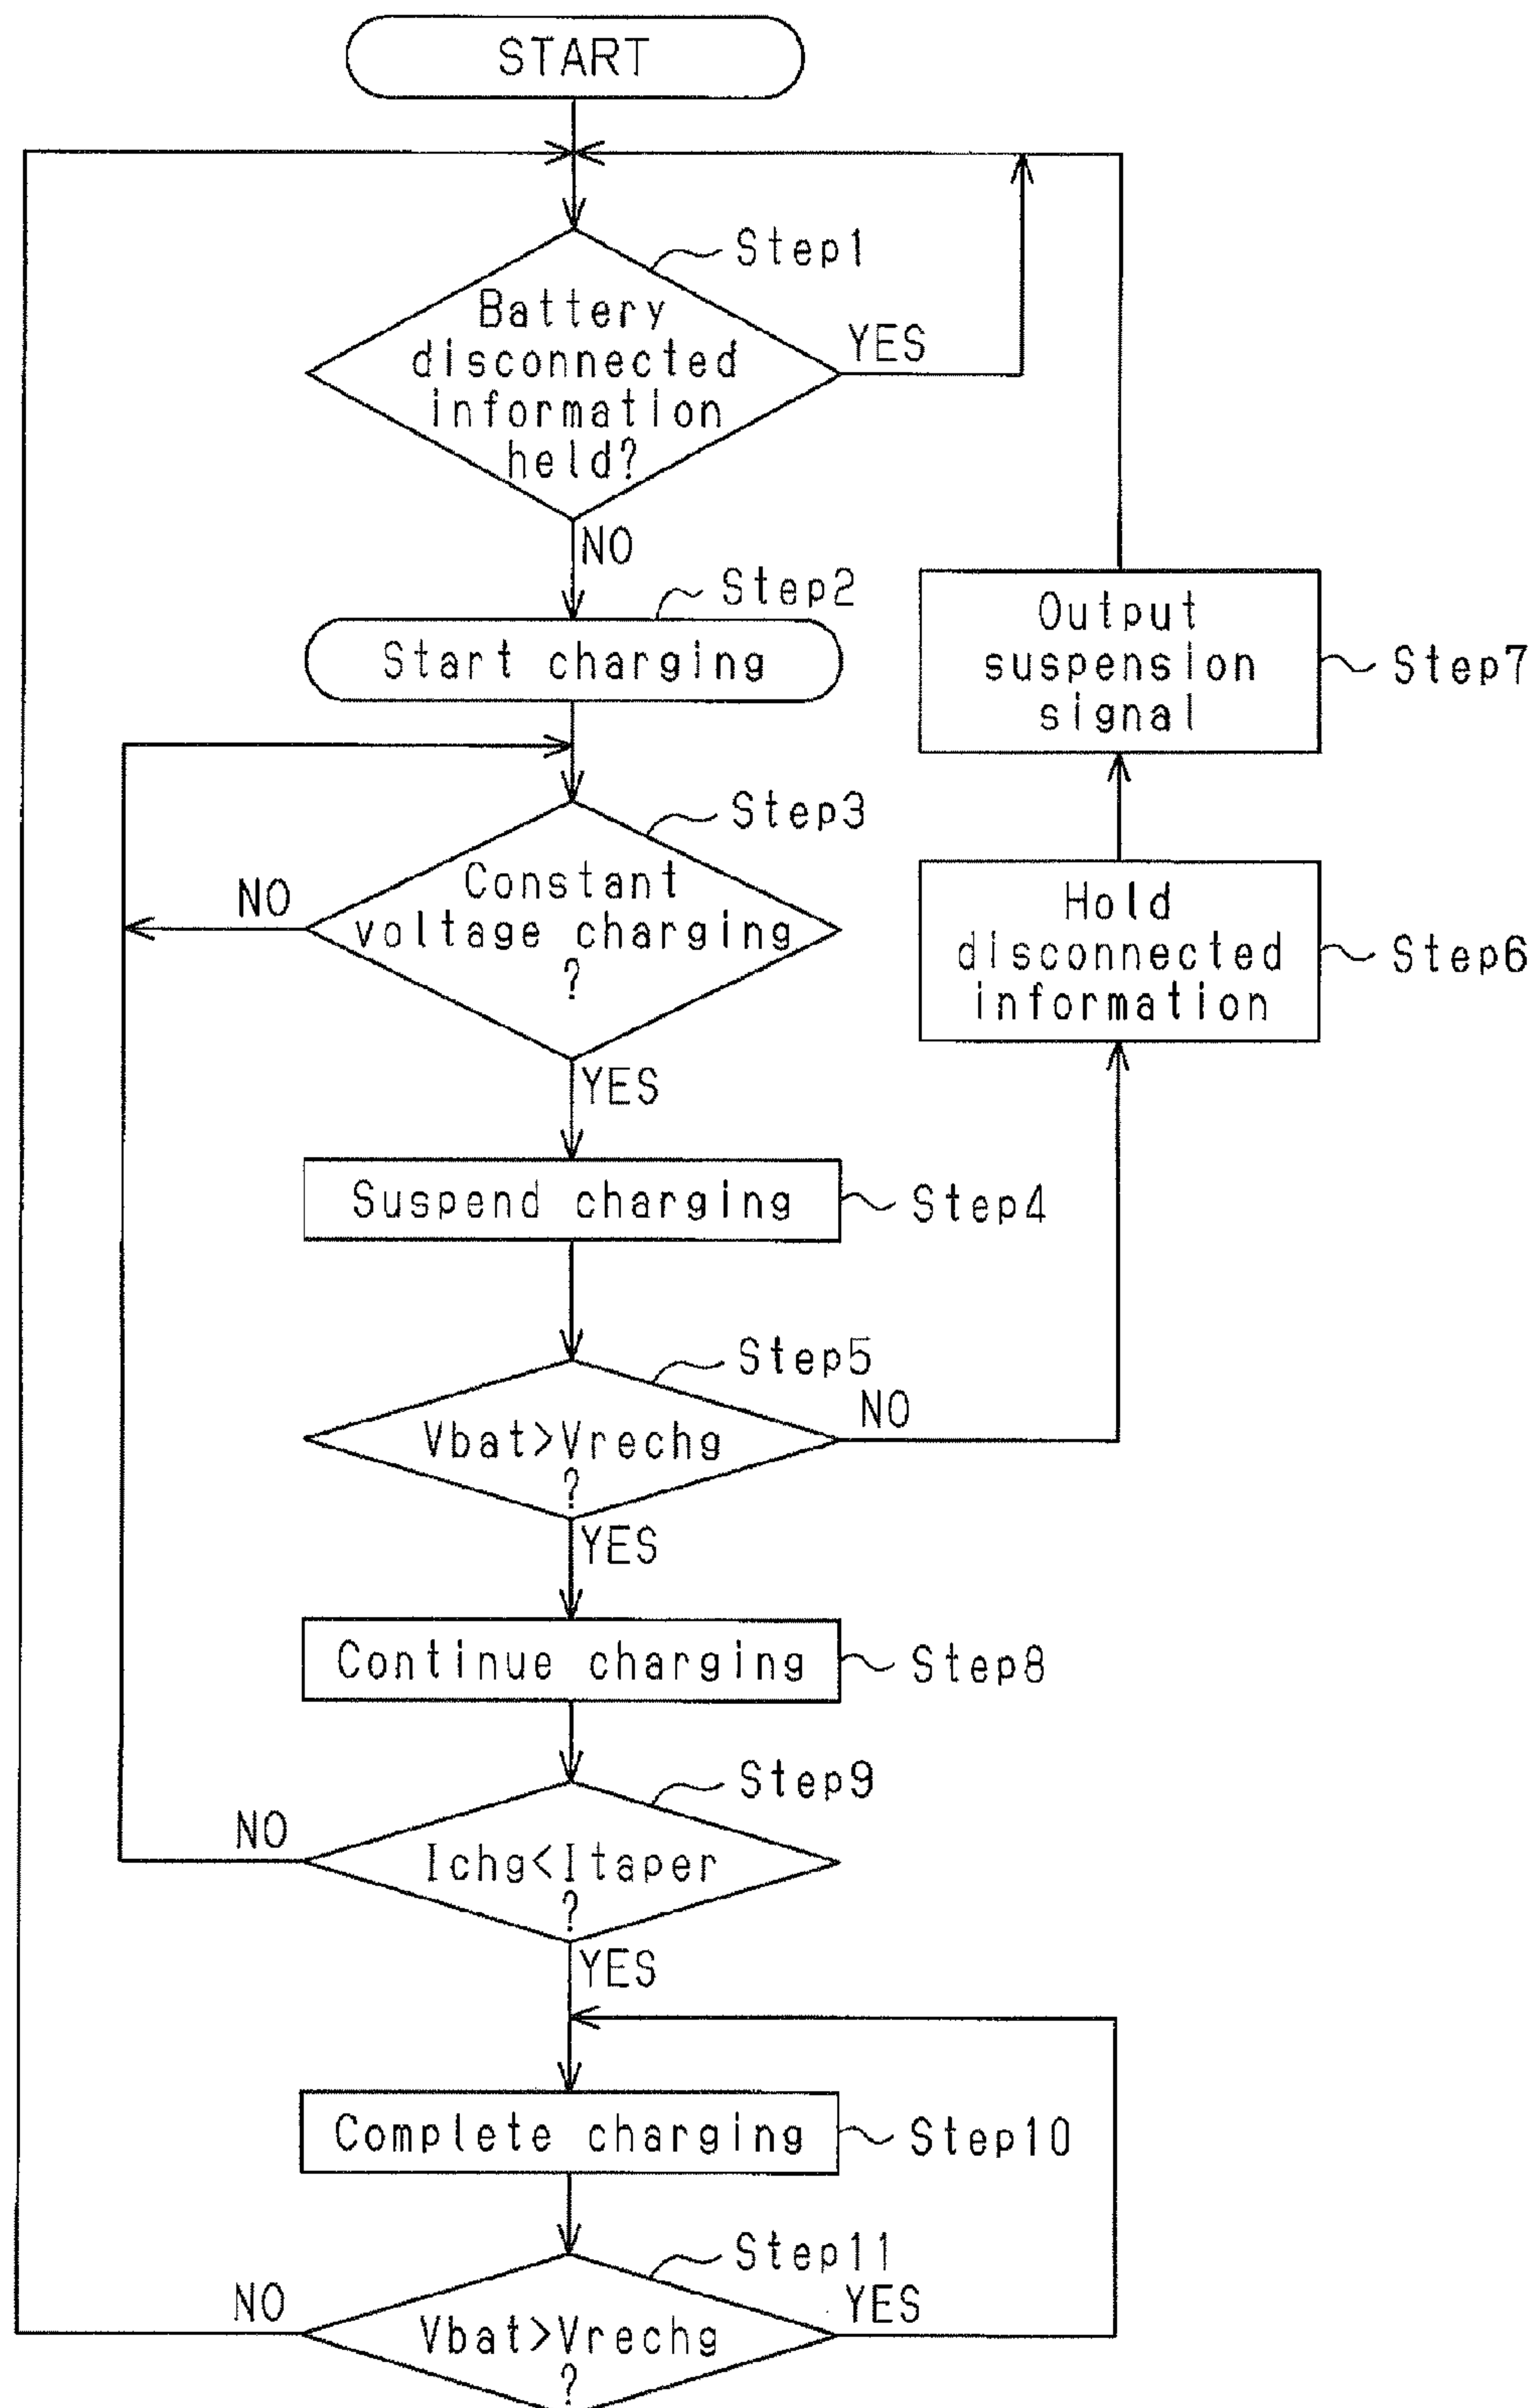 START
Step1
Battery
disconnected
information
held?
YES
NO
Step2
Start charging
Output
suspension
signal
Step7
Step3
Constant
voltage charging
?
NO
YES
Hold
disconnected
information
Step6
Suspend charging
Step4
Step5
Vbat>Vrechg
?
NO
YES
Continue charging
Step8
Step9
Ichg<Itaper
?
NO
YES
Complete charging
Step10
Step11
Vbat>Vrechg
?
NO
YES